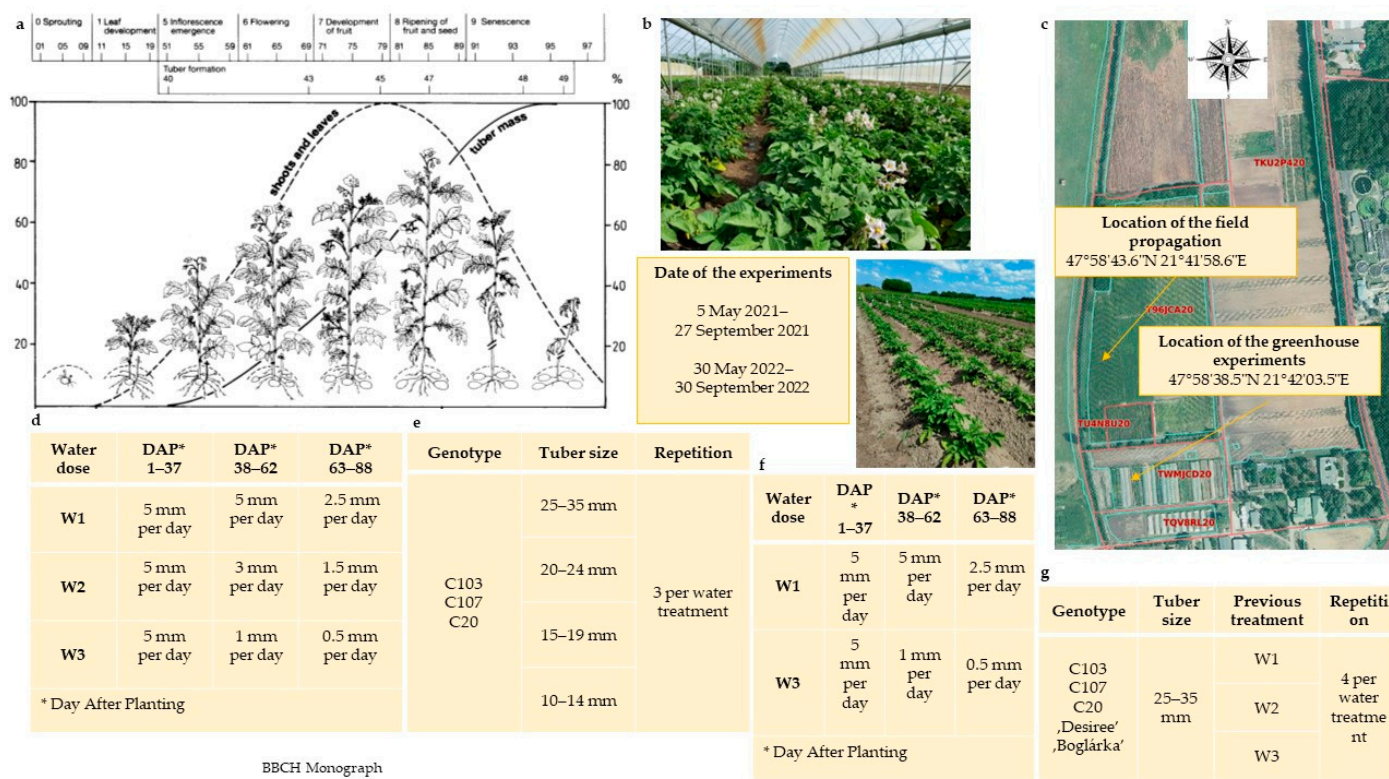 a
0 Sprouting
1 Leaf development
5 Inflorescence emergence
6 Flowering
7 Development of fruit
8 Ripening of fruit and seed
9 Senescence
01 05 09
11 15 19
51 55 59
61 65 69
71 75 79
81 85 89
91 93 95 97
Tuber formation
40 43 45 47 48 49
%
100
80
60
40
20
100
80
60
40
20
shoots and leaves
tuber mass
b
Date of the experiments
5 May 2021–
27 September 2021
30 May 2022–
30 September 2022
c
N
E
TKU2P420
Location of the field
propagation
47°58'43.6"N 21°41'58.6"E
T96JCA20
Location of the greenhouse
experiments
47°58'38.5"N 21°42'03.5"E
TU4N8U20
TWMJCD20
TQV8RL20
d
Water dose
DAP* 1–37
DAP* 38–62
DAP* 63–88
W1
5 mm per day
5 mm per day
2.5 mm per day
W2
5 mm per day
3 mm per day
1.5 mm per day
W3
5 mm per day
1 mm per day
0.5 mm per day
* Day After Planting
BBCH Monograph
e
Genotype
Tuber size
Repetition
C103
C107
C20
25–35 mm
20–24 mm
15–19 mm
10–14 mm
3 per water
treatment
f
Water dose
DAP * 1–37
DAP* 38–62
DAP* 63–88
W1
5 mm per day
5 mm per day
2.5 mm per day
W3
5 mm per day
1 mm per day
0.5 mm per day
* Day After Planting
g
Genotype
Tuber size
Previous treatment
Repetiti
on
C103
C107
C20
‚Desiree’
‚Boglárka’
25–35
mm
W1
W2
W3
4 per
water
treatme
nt